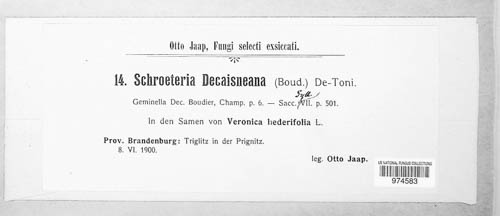 Otto Jaap, Fungi selecti exsiccati.
14. Schroeteria Decaisneana (Boud.) De-Toni.
Syll.
Geminella Dec. Boudier, Champ. p. 6. — Sacc. VII. p. 501.
In den Samen von Veronica hederifolia L.
Prov. Brandenburg: Triglitz in der Prignitz.
8. VI. 1900.
leg. Otto Jaap.
US NATIONAL FUNGUS COLLECTIONS
974583